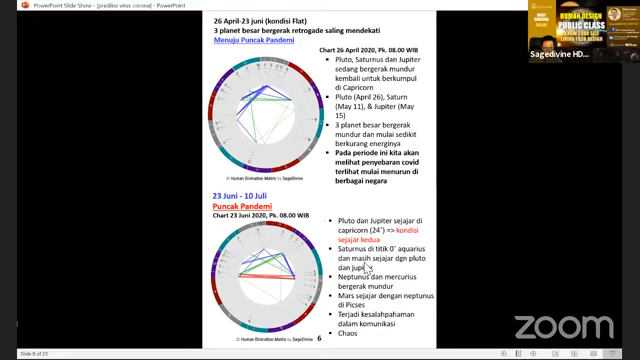 PowerPoint Slide Show - [prediksi virus corona]
26 April-23 juni (kondisi Flat)
3 planet besar bergerak retrogade saling mendekati
Menuju Puncak Pandemi
Chart 26 April 2020, Pk. 08.00 WIB
• Pluto, Saturnus dan Jupiter
sedang bergerak mundur
kembali untuk berkumpul
di Capricorn
• Pluto (April 26), Saturn
(May 11), & Jupiter (May
15)
• 3 planet besar bergerak
mundur dan mulai sedikit
berkurang energinya
• Pada periode ini kita akan
melihat penyebaran covid
terlihat mulai menurun di
berbagai negara
© Human Divination Matrix by SageDivine
23 Juni - 10 Juli
Puncak Pandemi
Chart 23 Juni 2020, Pk. 08.00 WIB
• Pluto dan Jupiter sejajar di
capricorn (24˚) => kondisi
sejajar kedua
• Saturnus di titik 0˚ aquarius
dan masih sejajar dgn pluto
dan jupiter
• Neptunus dan mercurius
bergerak mundur
• Mars sejajar dengan neptunus
di Picses
• Terjadi kesalahpahaman
dalam komunikasi
• Chaos
© Human Divination Matrix by SageDivine
6
HUMAN DESIGN
PUBLIC CLASS
Sagedivine HD...
zoom
Slide 8 of 23